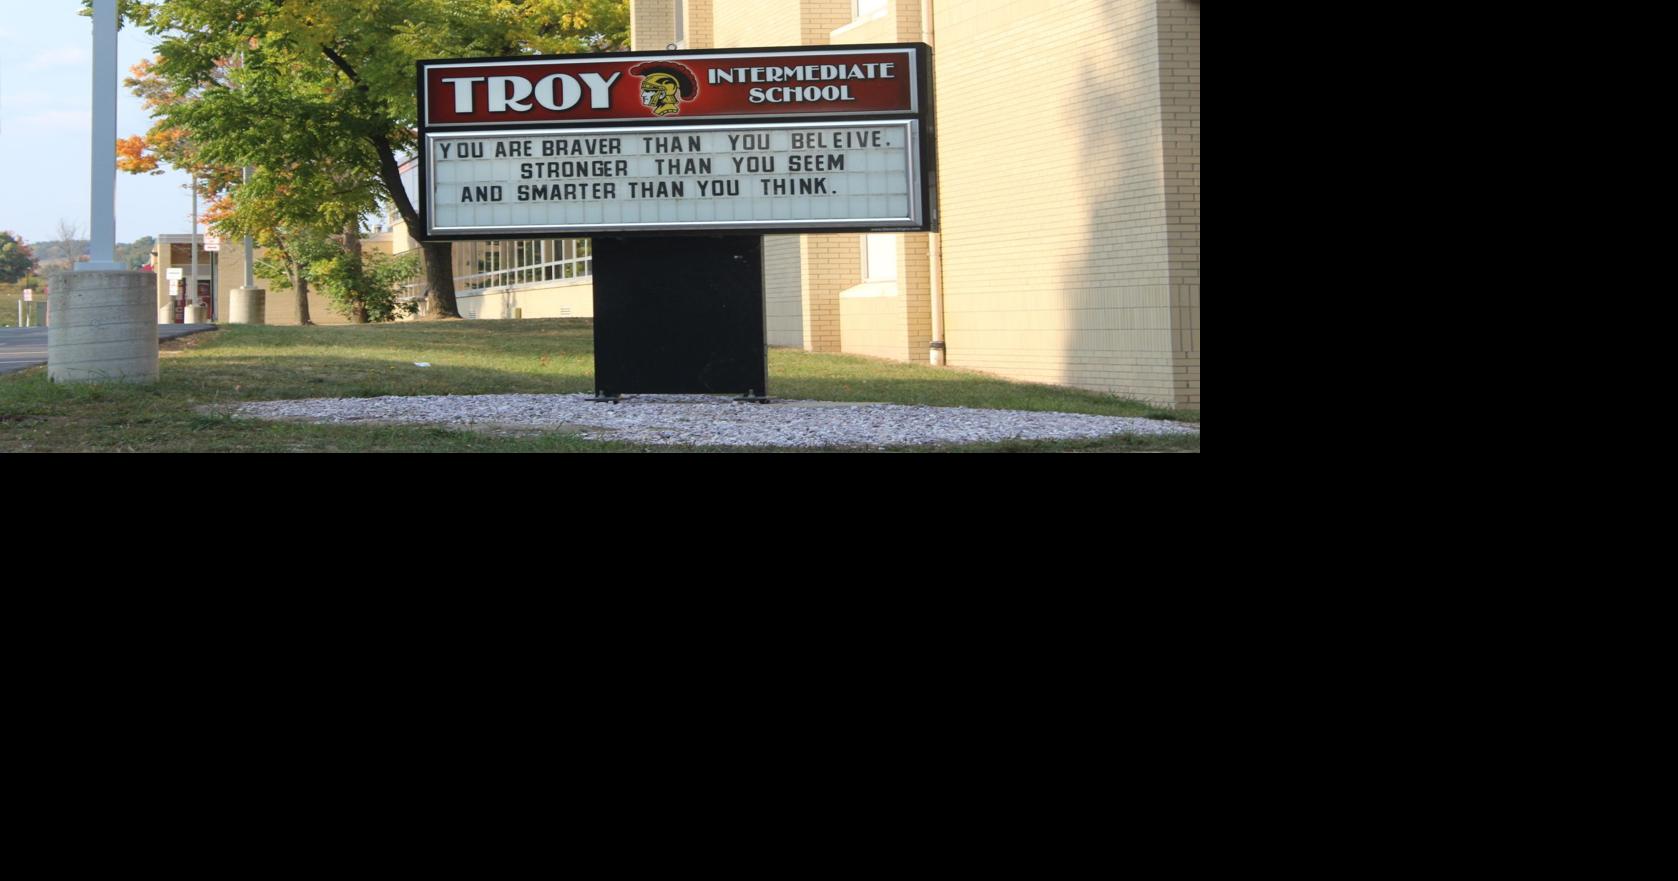 TROY
INTERMEDIATE
SCHOOL
YOU ARE BRAVER THAN YOU BELEIVE.
STRONGER THAN YOU SEEM
AND SMARTER THAN YOU THINK.